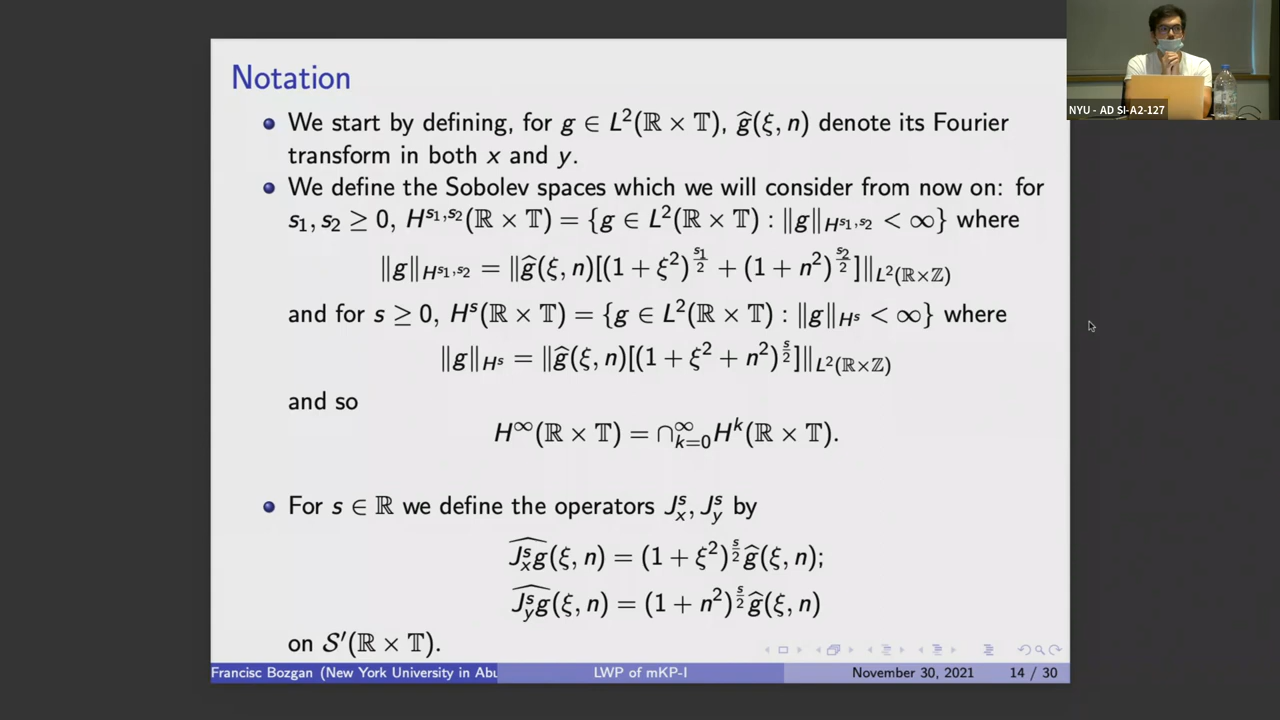 Notation
We start by defining, for g ∈ L²(ℝ × 𝕋), ĝ(ξ, n) denote its Fourier
transform in both x and y.
We define the Sobolev spaces which we will consider from now on: for
s₁, s₂ ≥ 0, H^{s₁,s₂}(ℝ × 𝕋) = {g ∈ L²(ℝ × 𝕋) : ‖g‖_{H^{s₁,s₂}} < ∞} where
‖g‖_{H^{s₁,s₂}} = ‖ĝ(ξ, n)[(1 + ξ²)^{s₁/2} + (1 + n²)^{s₂/2}]‖_{L²(ℝ×ℤ)}
and for s ≥ 0, H^s(ℝ × 𝕋) = {g ∈ L²(ℝ × 𝕋) : ‖g‖_{H^s} < ∞} where
‖g‖_{H^s} = ‖ĝ(ξ, n)[(1 + ξ² + n²)^{s/2}]‖_{L²(ℝ×ℤ)}
and so
H^∞(ℝ × 𝕋) = ∩_{k=0}^∞ H^k(ℝ × 𝕋).
For s ∈ ℝ we define the operators J_x^s, J_y^s by
\widehat{J_x^s g}(ξ, n) = (1 + ξ²)^{s/2} ĝ(ξ, n);
\widehat{J_y^s g}(ξ, n) = (1 + n²)^{s/2} ĝ(ξ, n)
on 𝒮′(ℝ × 𝕋).
Francisc Bozgan (New York University in Abu LWP of mKP-I November 30, 2021 14 / 30
NYU - AD SI-A2-127